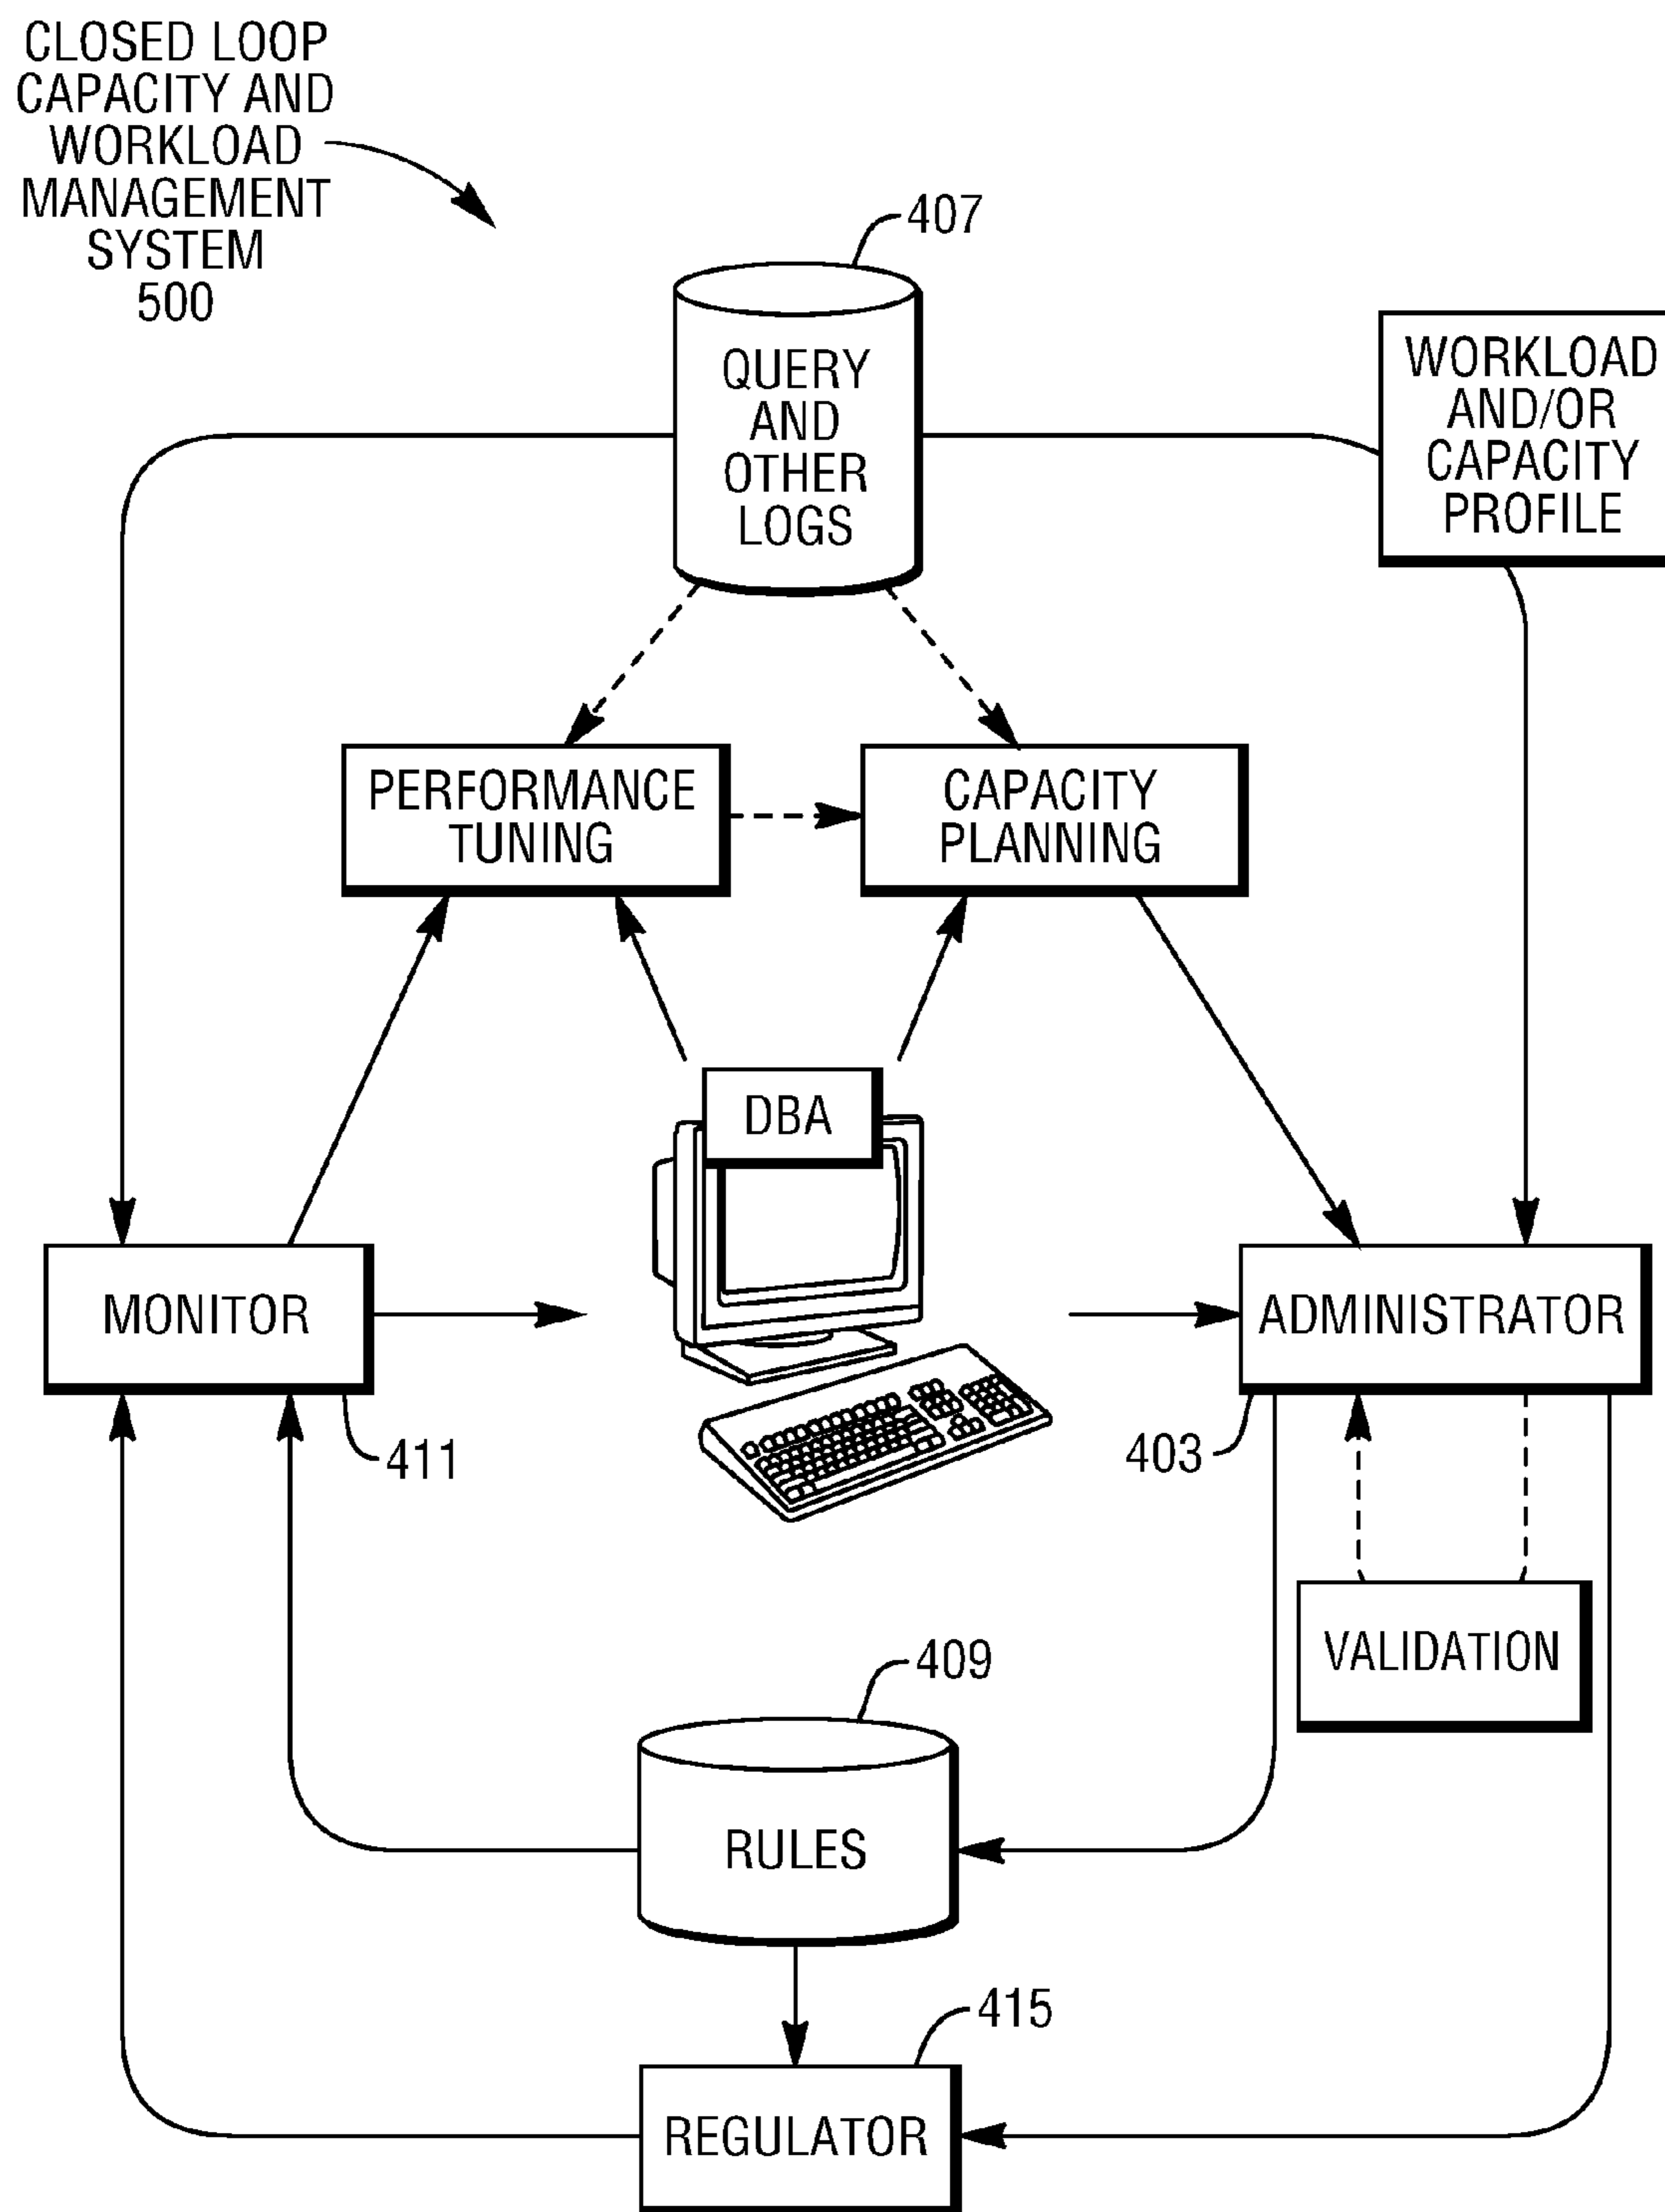 CLOSED LOOP
CAPACITY AND
WORKLOAD
MANAGEMENT
SYSTEM
500
407
QUERY
AND
OTHER
LOGS
WORKLOAD
AND/OR
CAPACITY
PROFILE
PERFORMANCE
TUNING
CAPACITY
PLANNING
DBA
MONITOR
ADMINISTRATOR
411
403
VALIDATION
409
RULES
415
REGULATOR